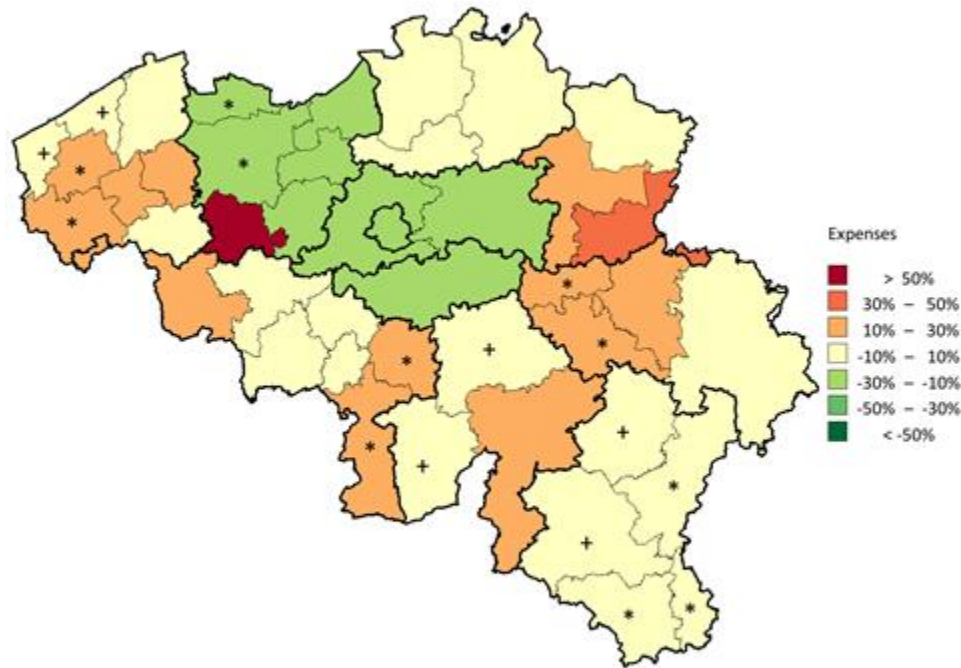 Expenses
> 50%
30% – 50%
10% – 30%
-10% – 10%
-30% – -10%
-50% – -30%
< -50%